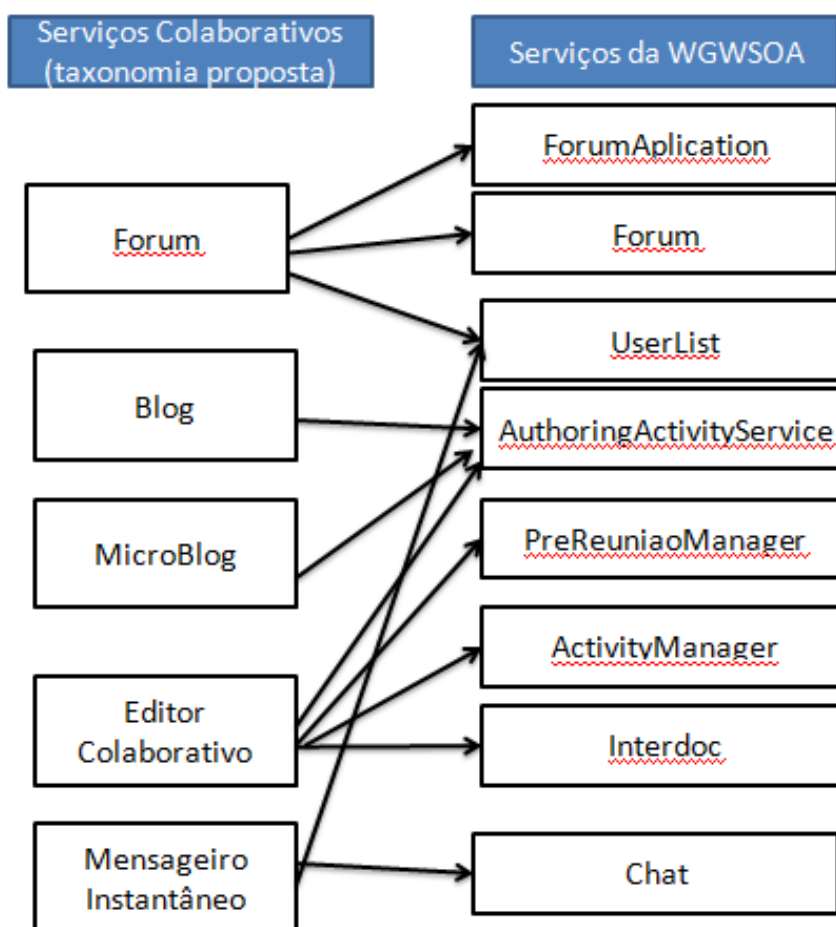 Serviços Colaborativos
(taxonomia proposta)
Serviços da WGWSOA
Forum
Blog
MicroBlog
Editor
Colaborativo
Mensageiro
Instantâneo
ForumAplication
Forum
UserList
AuthoringActivityService
PreReuniaoManager
ActivityManager
Interdoc
Chat